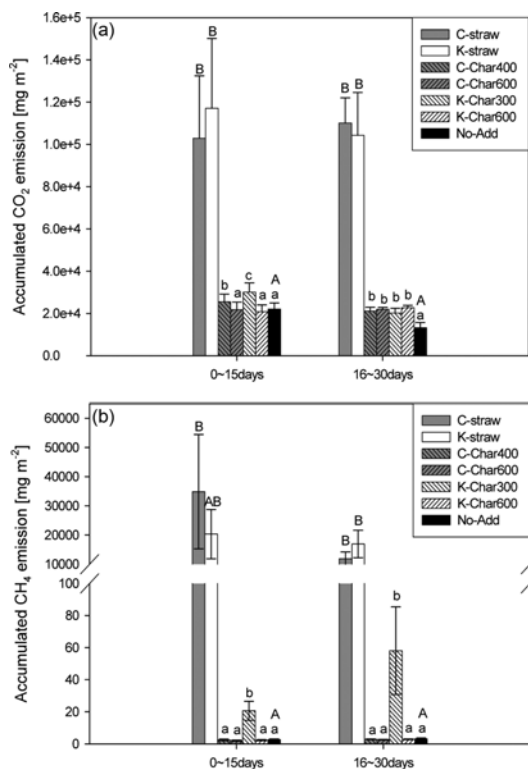 (a)
C-straw
K-straw
C-Char400
C-Char600
K-Char300
K-Char600
No-Add
Accumulated CO₂ emission [mg m⁻²]
1.6e+5
1.4e+5
1.2e+5
1.0e+5
8.0e+4
6.0e+4
4.0e+4
2.0e+4
0.0
B B b a c a A a
B B b b b b A a
0~15days 16~30days
(b)
C-straw
K-straw
C-Char400
C-Char600
K-Char300
K-Char600
No-Add
Accumulated CH₄ emission [mg m⁻²]
60000
50000
40000
30000
20000
10000
100
80
60
40
20
0
B AB a a b a A a
B B a a b a A a
0~15days 16~30days